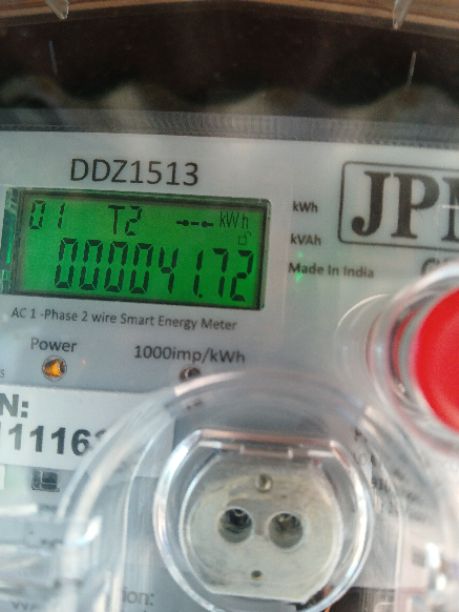 DDZ1513
01 T2 kWh
000041.72
kWh
kVAh
Made In India
AC 1 -Phase 2 wire Smart Energy Meter
Power
1000imp/kWh
N: